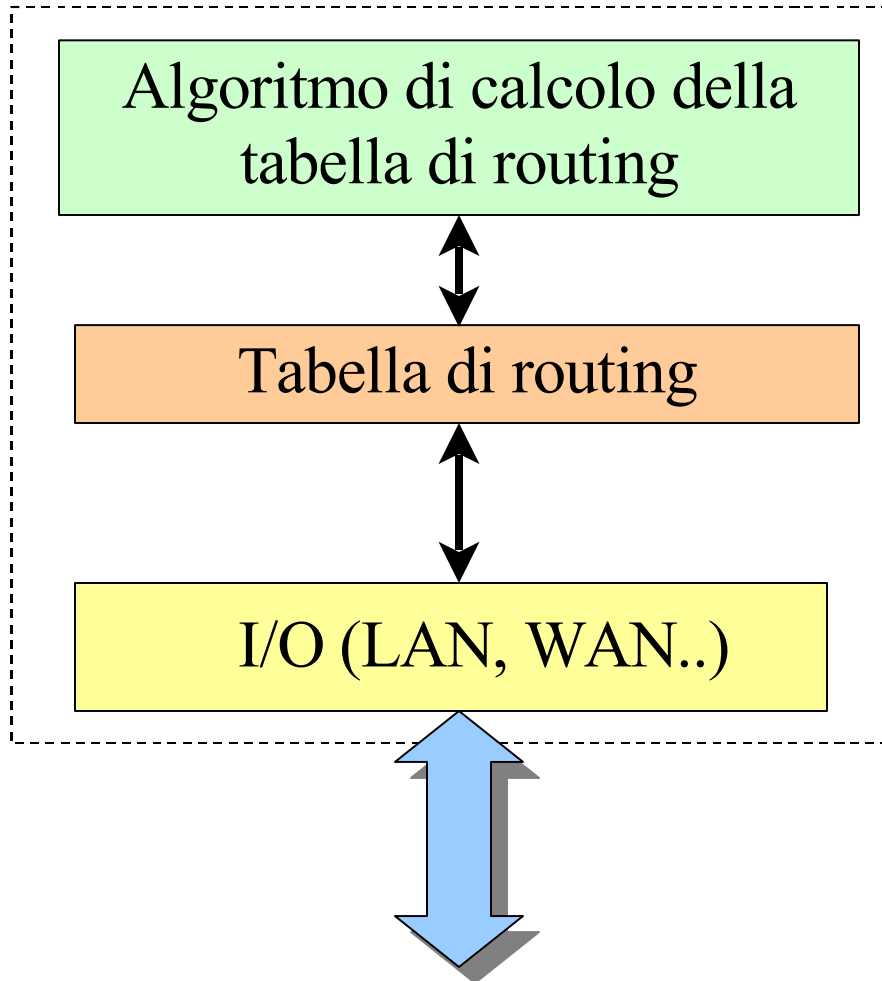 Algoritmo di calcolo della
tabella di routing
Tabella di routing
I/O (LAN, WAN..)